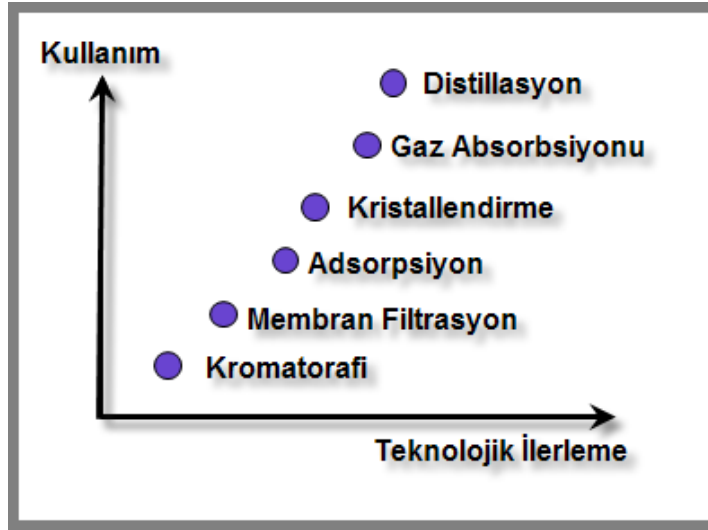 Kullanım
Distillasyon
Gaz Absorbsiyonu
Kristallendirme
Adsorpsiyon
Membran Filtrasyon
Kromatorafi
Teknolojik İlerleme